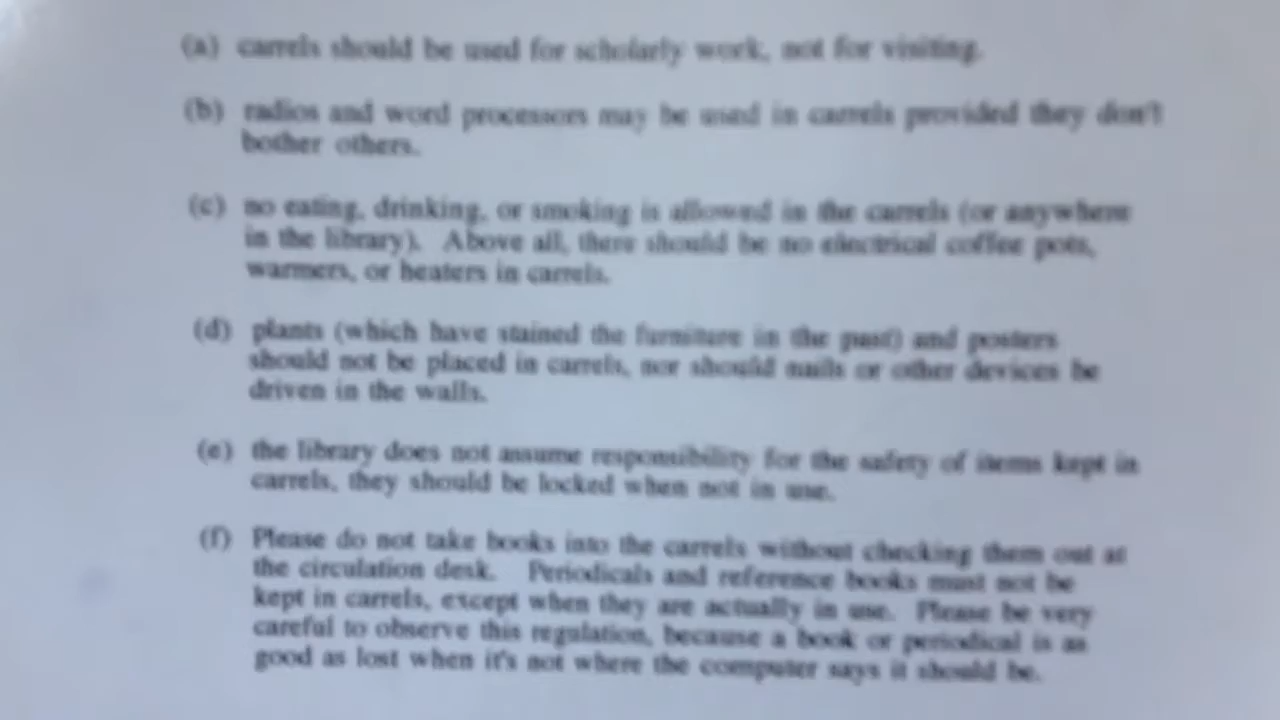 (a) carrels should be used for scholarly work, not for visiting.
(b) radios and word processors may be used in carrels provided they don't
bother others.
(c) no eating, drinking, or smoking is allowed in the carrels (or anywhere
in the library). Above all, there should be no electrical coffee pots,
warmers, or heaters in carrels.
(d) plants (which have stained the furniture in the past) and posters
should not be placed in carrels, nor should nails or other devices be
driven in the walls.
(e) the library does not assume responsibility for the safety of items kept in
carrels, they should be locked when not in use.
(f) Please do not take books into the carrels without checking them out at
the circulation desk. Periodicals and reference books must not be
kept in carrels, except when they are actually in use. Please be very
careful to observe this regulation, because a book or periodical is as
good as lost when it's not where the computer says it should be.